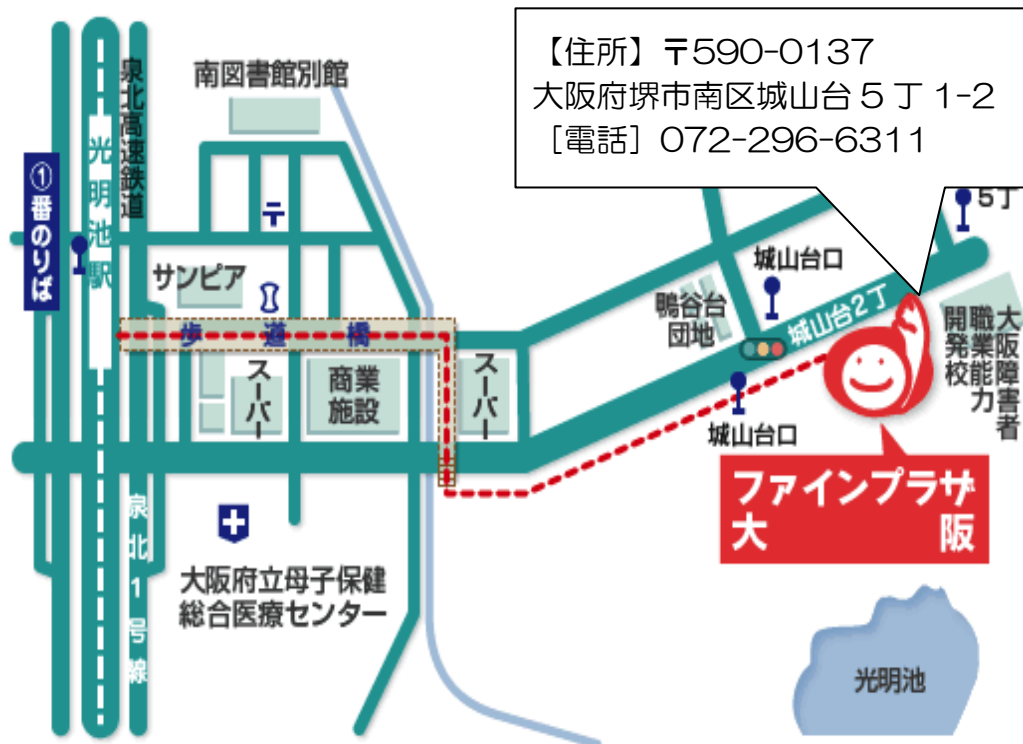 【住所】〒590-0137
大阪府堺市南区城山台5丁1-2
［電話］072-296-6311
南図書館別館
泉北高速鉄道
光明池駅
①番のりば
〒
サンピア
歩道橋
スーパー
商業
施設
スーパー
鴨谷台
団地
城山台口
城山台2丁
5丁
城山台口
大阪障害者
職業能力
開発校
ファインプラザ
大阪
泉北1号線
大阪府立母子保健
総合医療センター
光明池